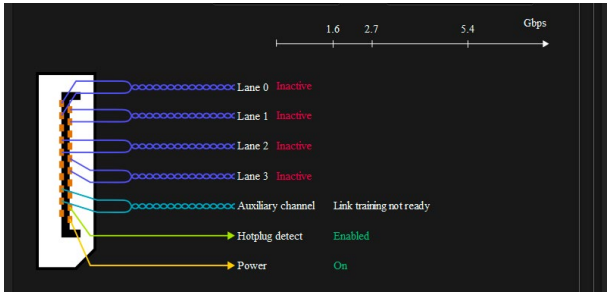 Gbps
1.6 2.7 5.4
Lane 0 Inactive
Lane 1 Inactive
Lane 2 Inactive
Lane 3 Inactive
Auxiliary channel Link training not ready
Hotplug detect Enabled
Power On